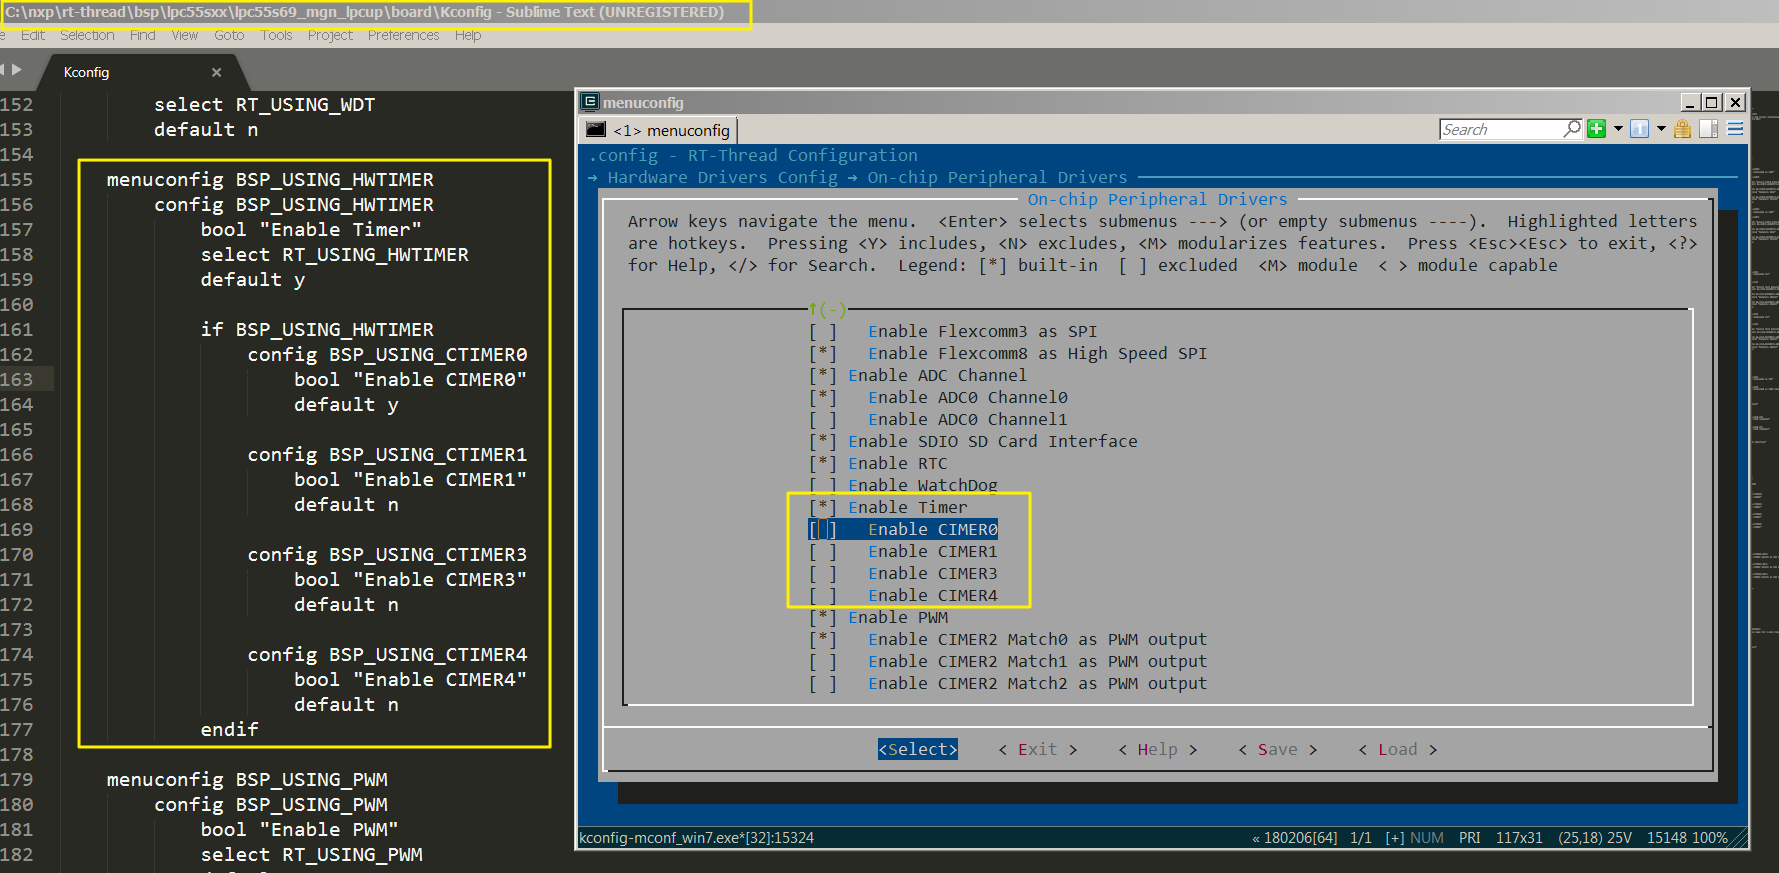 C:\nxp\rt-thread\bsp\lpc55sxx\lpc55s69_mgn_lpcup\board\Kconfig - Sublime Text (UNREGISTERED)
Edit Selection Find View Goto Tools Project Preferences Help
Kconfig ×
152 select RT_USING_WDT
153 default n
154
155 menuconfig BSP_USING_HWTIMER
156 config BSP_USING_HWTIMER
157 bool "Enable Timer"
158 select RT_USING_HWTIMER
159 default y
160
161 if BSP_USING_HWTIMER
162 config BSP_USING_CTIMER0
163 bool "Enable CIMER0"
164 default y
165
166 config BSP_USING_CTIMER1
167 bool "Enable CIMER1"
168 default n
169
170 config BSP_USING_CTIMER3
171 bool "Enable CIMER3"
172 default n
173
174 config BSP_USING_CTIMER4
175 bool "Enable CIMER4"
176 default n
177 endif
178
179 menuconfig BSP_USING_PWM
180 config BSP_USING_PWM
181 bool "Enable PWM"
182 select RT_USING_PWM
menuconfig
<1> menuconfig
Search
.config - RT-Thread Configuration
→ Hardware Drivers Config → On-chip Peripheral Drivers
On-chip Peripheral Drivers
Arrow keys navigate the menu. <Enter> selects submenus ---> (or empty submenus ----). Highlighted letters
are hotkeys. Pressing <Y> includes, <N> excludes, <M> modularizes features. Press <Esc><Esc> to exit, <?>
for Help, </> for Search. Legend: [*] built-in [ ] excluded <M> module < > module capable
↑(-)
[ ] Enable Flexcomm3 as SPI
[*] Enable Flexcomm8 as High Speed SPI
[*] Enable ADC Channel
[*] Enable ADC0 Channel0
[ ] Enable ADC0 Channel1
[*] Enable SDIO SD Card Interface
[*] Enable RTC
[ ] Enable WatchDog
[*] Enable Timer
[ ] Enable CIMER0
[ ] Enable CIMER1
[ ] Enable CIMER3
[ ] Enable CIMER4
[*] Enable PWM
[*] Enable CIMER2 Match0 as PWM output
[ ] Enable CIMER2 Match1 as PWM output
[ ] Enable CIMER2 Match2 as PWM output
<Select> < Exit > < Help > < Save > < Load >
kconfig-mconf_win7.exe*[32]:15324 « 180206[64] 1/1 [+] NUM PRI 117x31 (25,18) 25V 15148 100%